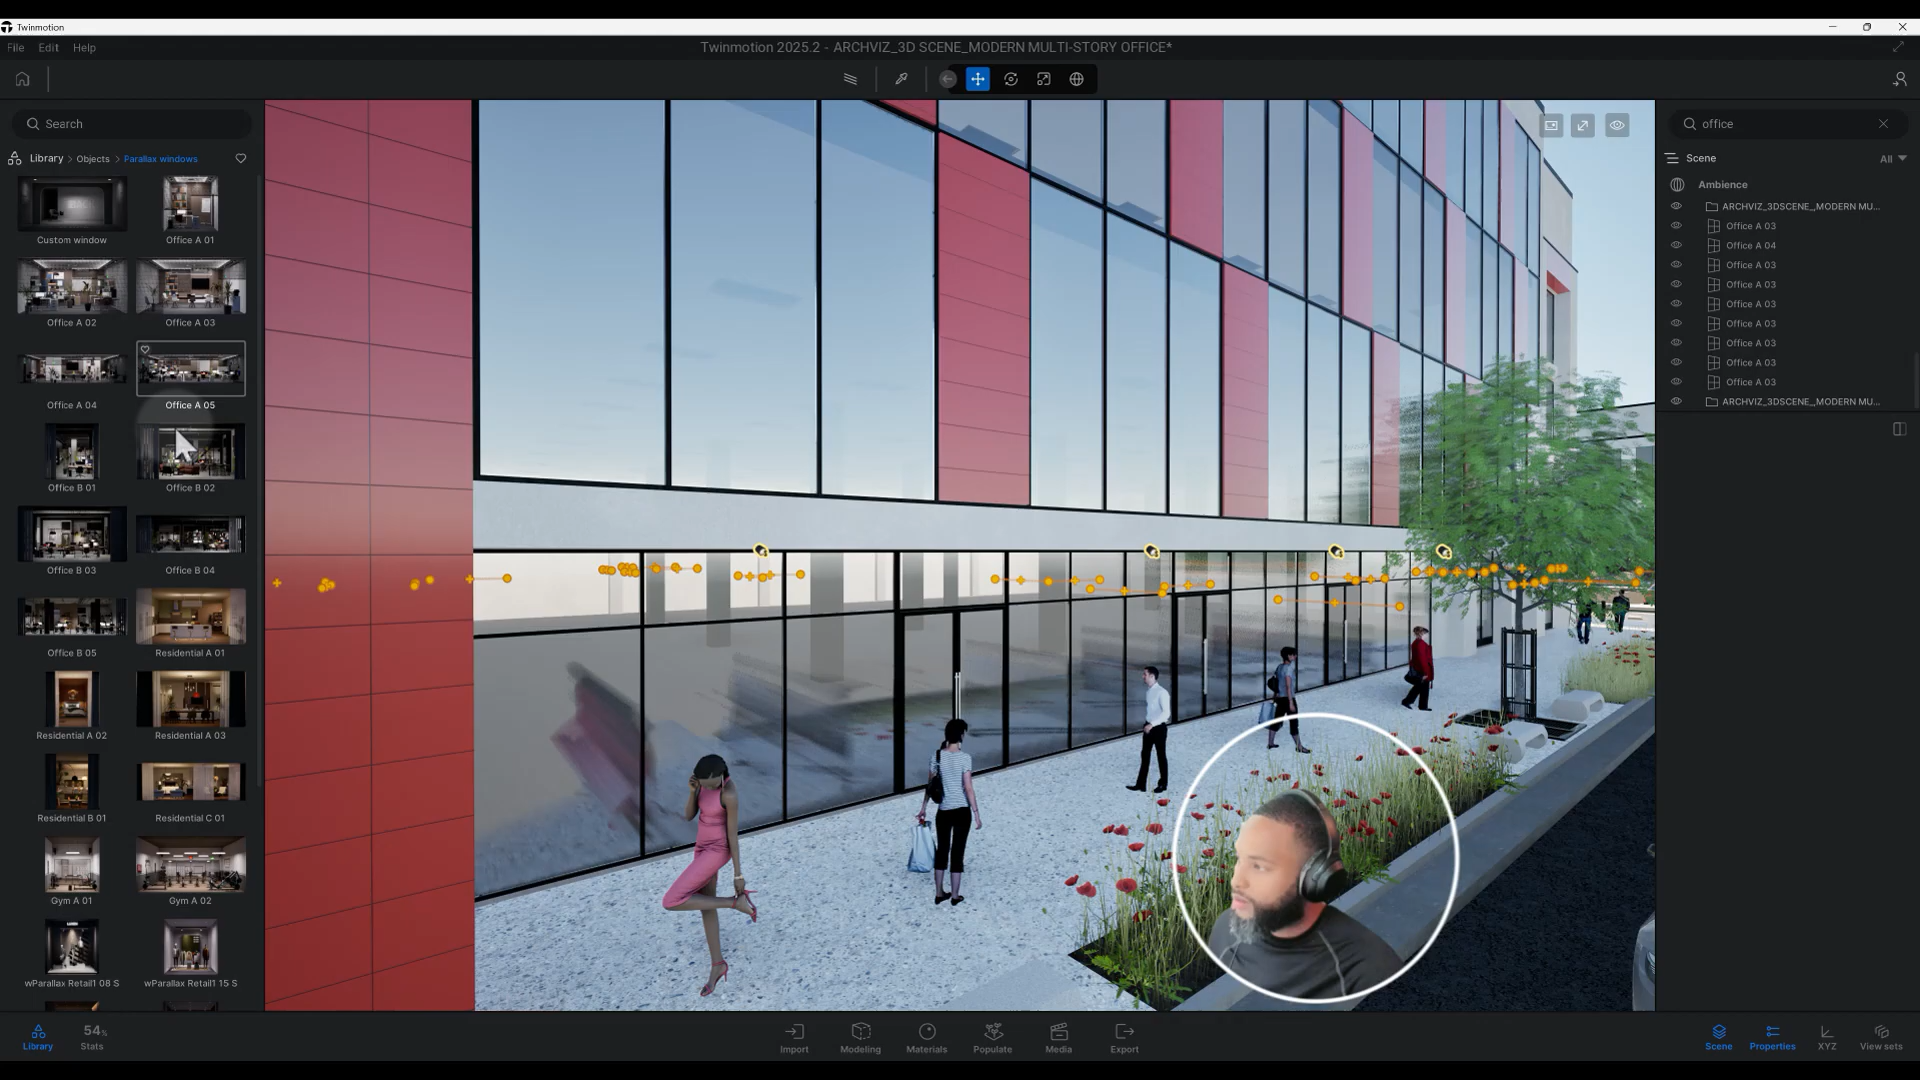 Twinmotion
File Edit Help
Twinmotion 2025.2 - ARCHVIZ_3D SCENE_MODERN MULTI-STORY OFFICE*
Search
Library > Objects > Parallax windows
Custom window
Office A 01
Office A 02
Office A 03
Office A 04
Office A 05
Office B 01
Office B 02
Office B 03
Office B 04
Office B 05
Residential A 01
Residential A 02
Residential A 03
Residential B 01
Residential C 01
Gym A 01
Gym A 02
wParallax Retail1 08 S
wParallax Retail1 15 S
office
Scene
All
Ambience
ARCHVIZ_3DSCENE_,MODERN MU...
Office A 03
Office A 04
Office A 03
Office A 03
Office A 03
Office A 03
Office A 03
Office A 03
Office A 03
ARCHVIZ_3DSCENE_,MODERN MU...
Library
54%
Stats
Import
Modeling
Materials
Populate
Media
Export
Scene
Properties
XYZ
View sets